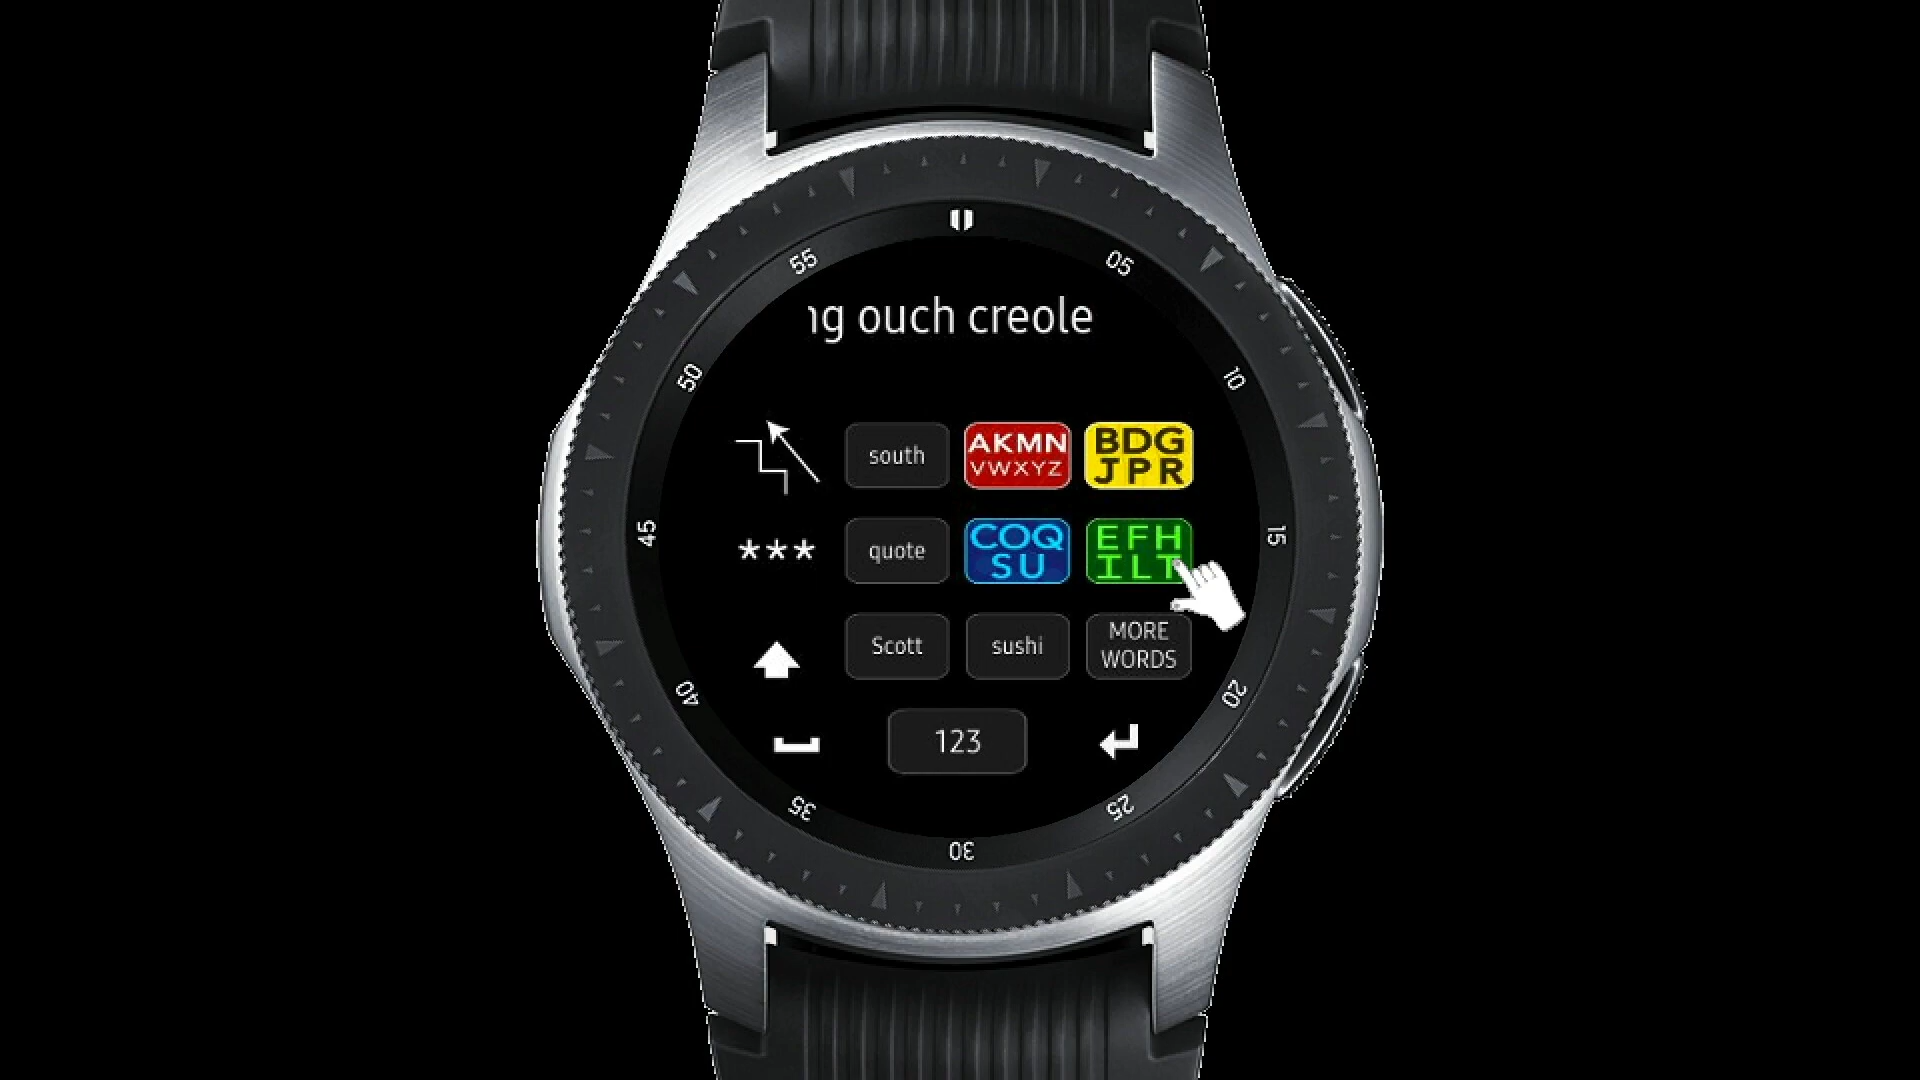 05
10
15
20
25
30
35
40
45
50
55
ng ouch creole
south
AKMN
VWXYZ
BDG
JPR
***
quote
COQ
SU
EFH
ILT
Scott
sushi
MORE
WORDS
123